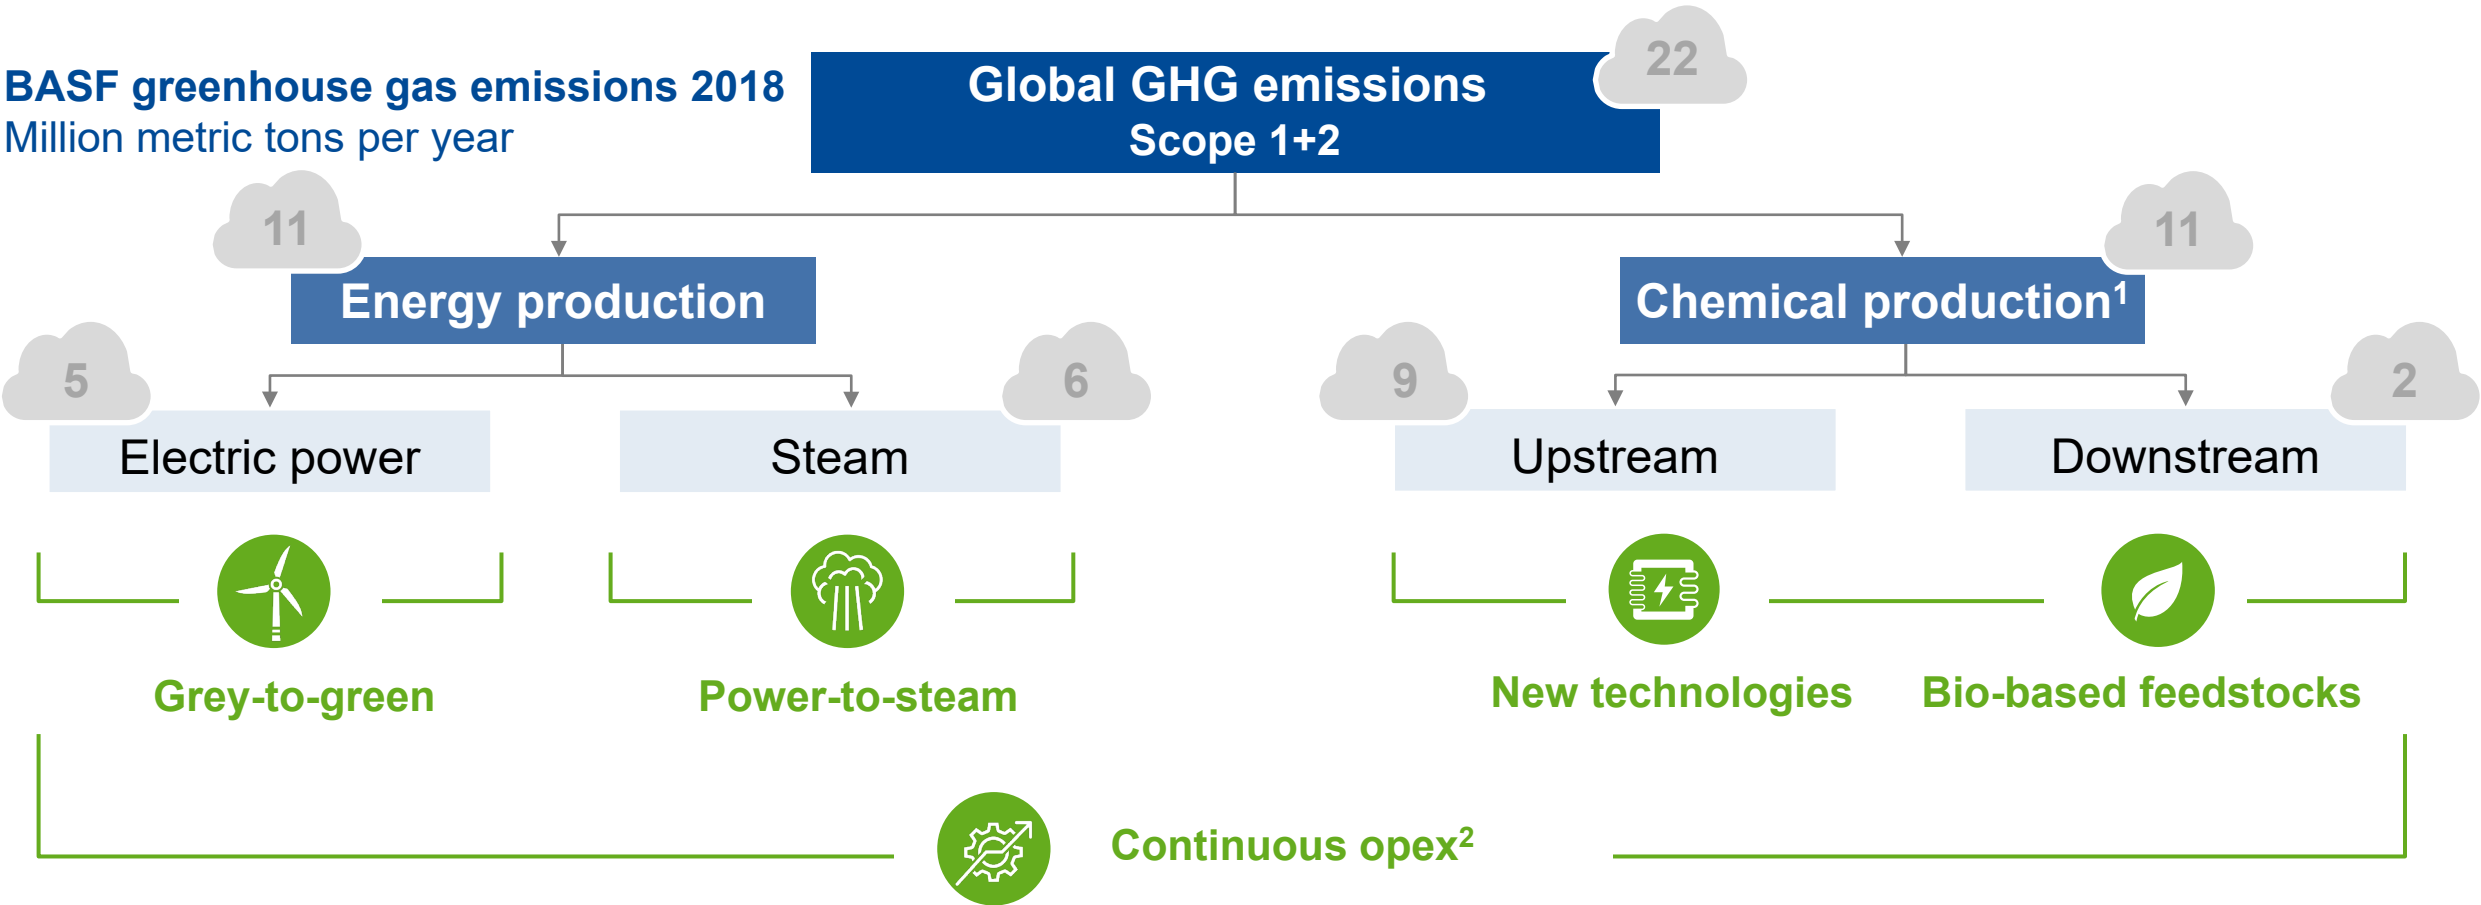 BASF greenhouse gas emissions 2018
Million metric tons per year
Global GHG emissions
Scope 1+2
22
11
Energy production
11
Chemical production¹
5
Electric power
6
Steam
9
Upstream
2
Downstream
Grey-to-green
Power-to-steam
New technologies
Bio-based feedstocks
Continuous opex²